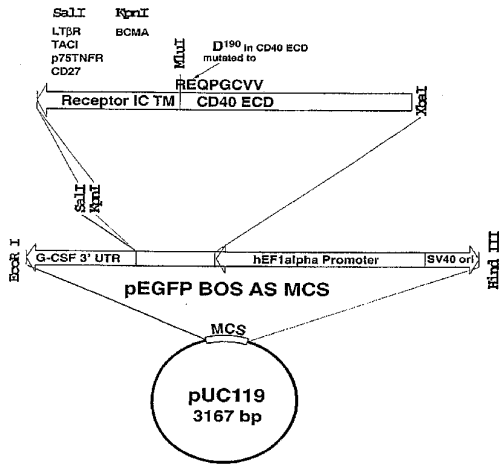 SalI KpnI
LTβR BCMA
TACI
p75TNFR
CD27
MluI
D190 in CD40 ECD
mutated to
REQPGCVV
Receptor IC TM CD40 ECD
XbaI
SalI
KpnI
EcoR I
G-CSF 3' UTR hEF1alpha Promoter SV40 ori
Hind III
pEGFP BOS AS MCS
MCS
pUC119
3167 bp